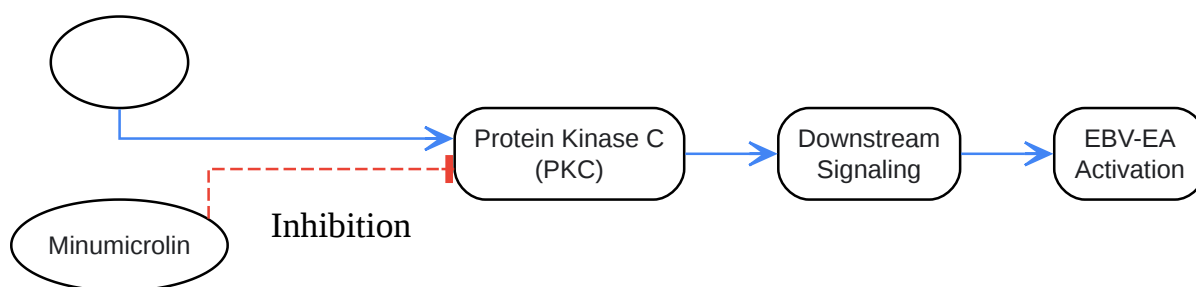 Protein Kinase C
(PKC)
Downstream
Signaling
EBV-EA
Activation
Inhibition
Minumicrolin